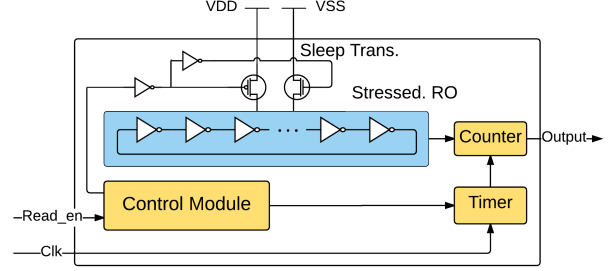 VDD VSS
Sleep Trans.
Stressed. RO
Counter
Output
Control Module
Timer
Read_en
Clk